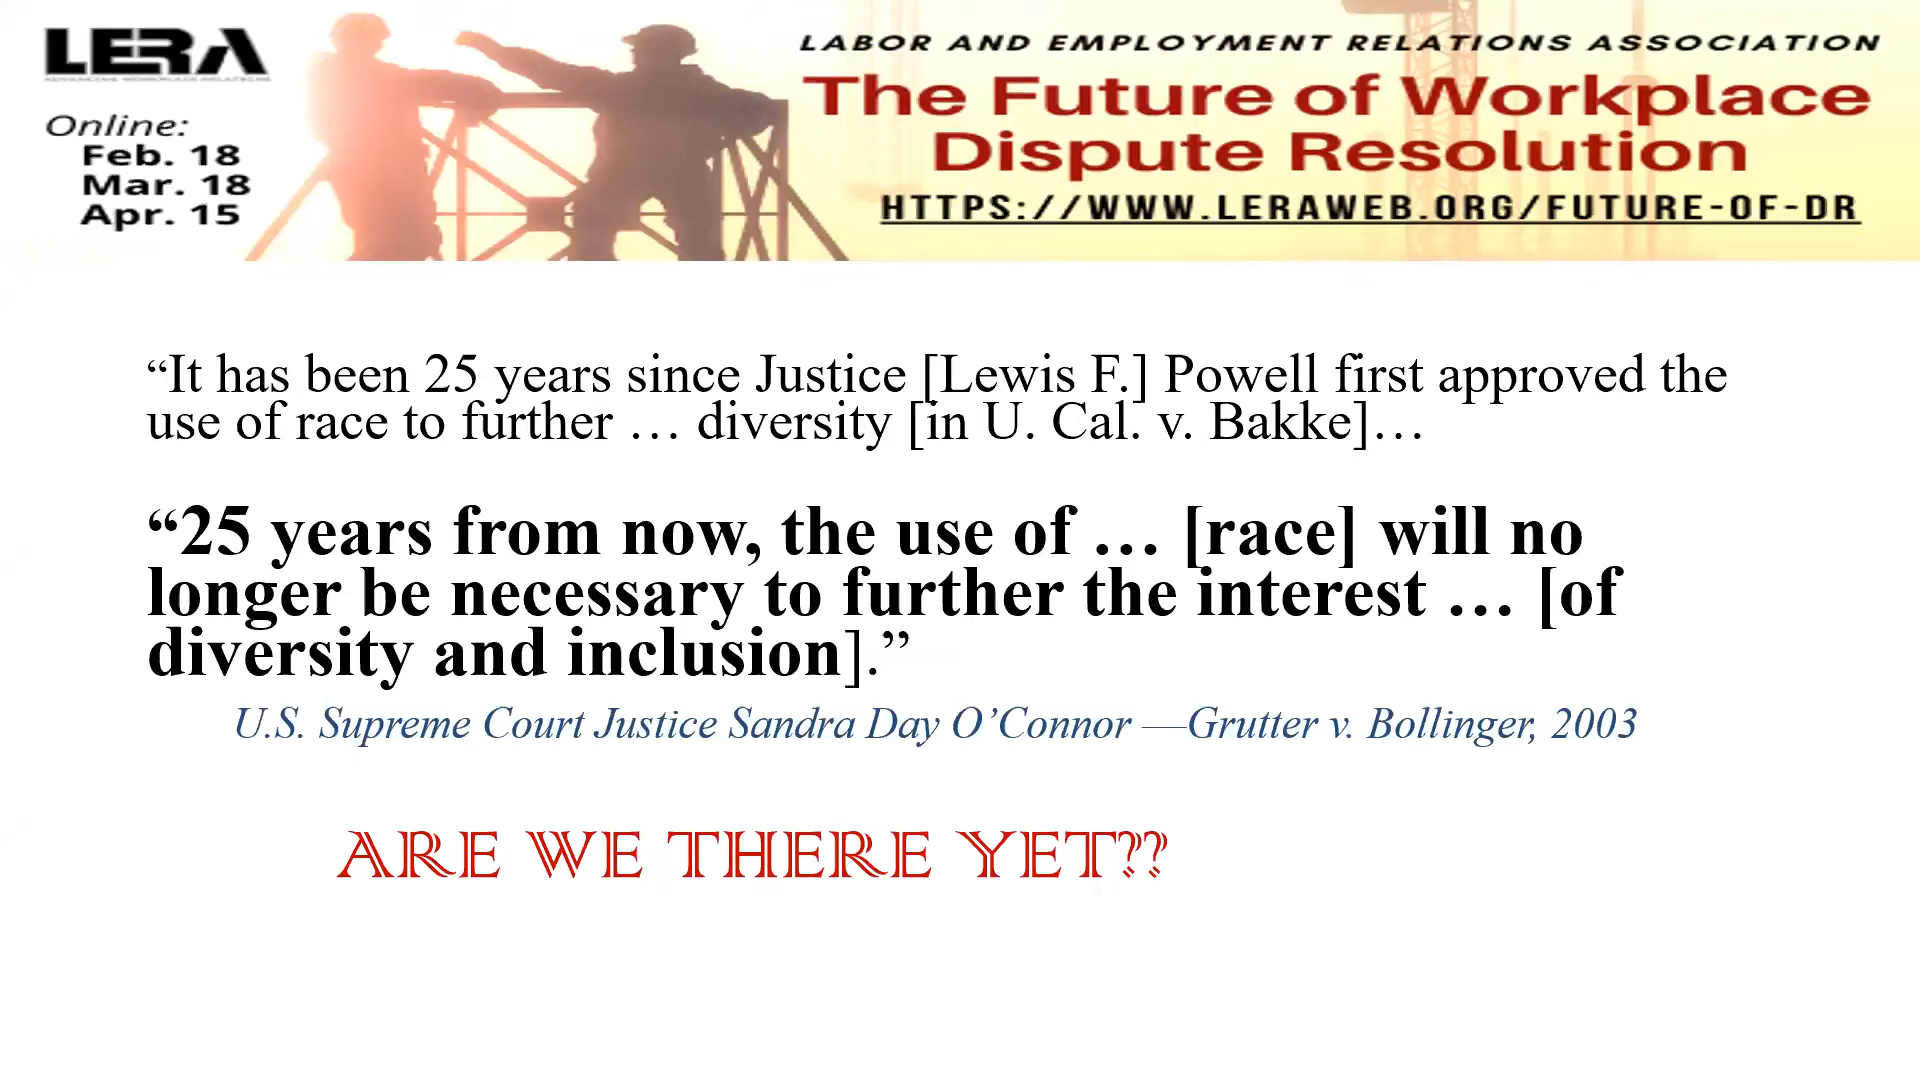 LERA
Online:
Feb. 18
Mar. 18
Apr. 15
LABOR AND EMPLOYMENT RELATIONS ASSOCIATION
The Future of Workplace
Dispute Resolution
HTTPS://WWW.LERAWEB.ORG/FUTURE-OF-DR
“It has been 25 years since Justice [Lewis F.] Powell first approved the
use of race to further … diversity [in U. Cal. v. Bakke]…
“25 years from now, the use of … [race] will no
longer be necessary to further the interest … [of
diversity and inclusion].”
U.S. Supreme Court Justice Sandra Day O’Connor —Grutter v. Bollinger, 2003
ARE WE THERE YET??